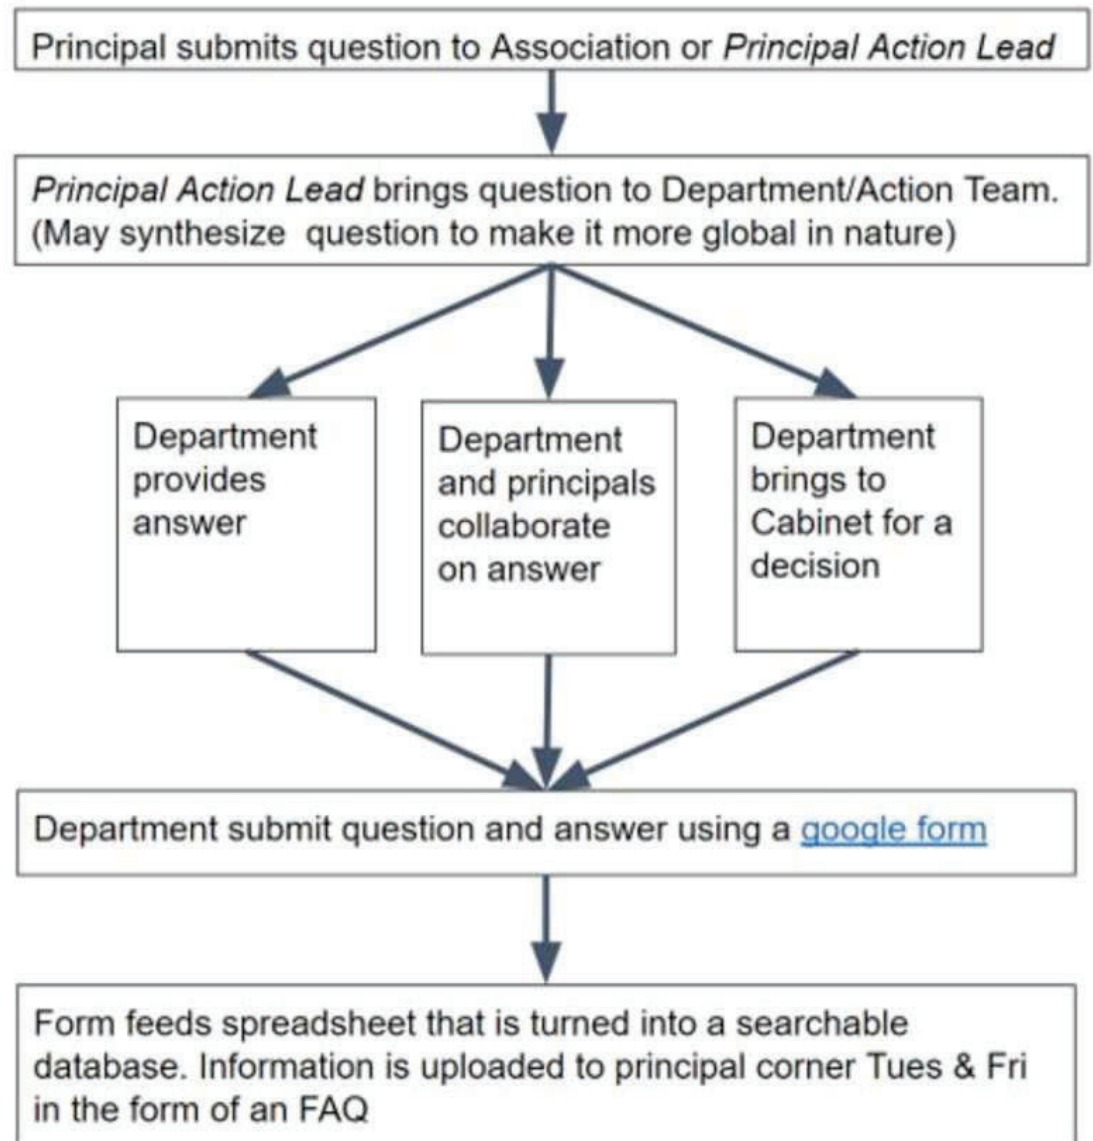 Principal submits question to Association or Principal Action Lead
Principal Action Lead brings question to Department/Action Team.
(May synthesize question to make it more global in nature)
Department
provides
answer
Department
and principals
collaborate
on answer
Department
brings to
Cabinet for a
decision
Department submit question and answer using a google form
Form feeds spreadsheet that is turned into a searchable
database. Information is uploaded to principal corner Tues & Fri
in the form of an FAQ